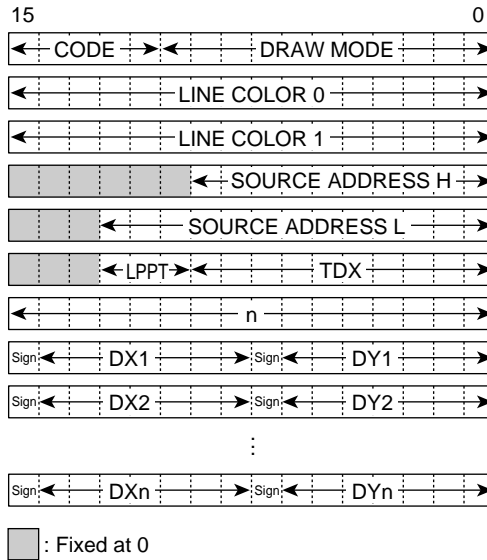 15 0
CODE DRAW MODE
LINE COLOR 0
LINE COLOR 1
SOURCE ADDRESS H
SOURCE ADDRESS L
LPPT TDX
n
Sign DX1 Sign DY1
Sign DX2 Sign DY2
⋮
Sign DXn Sign DYn
: Fixed at 0